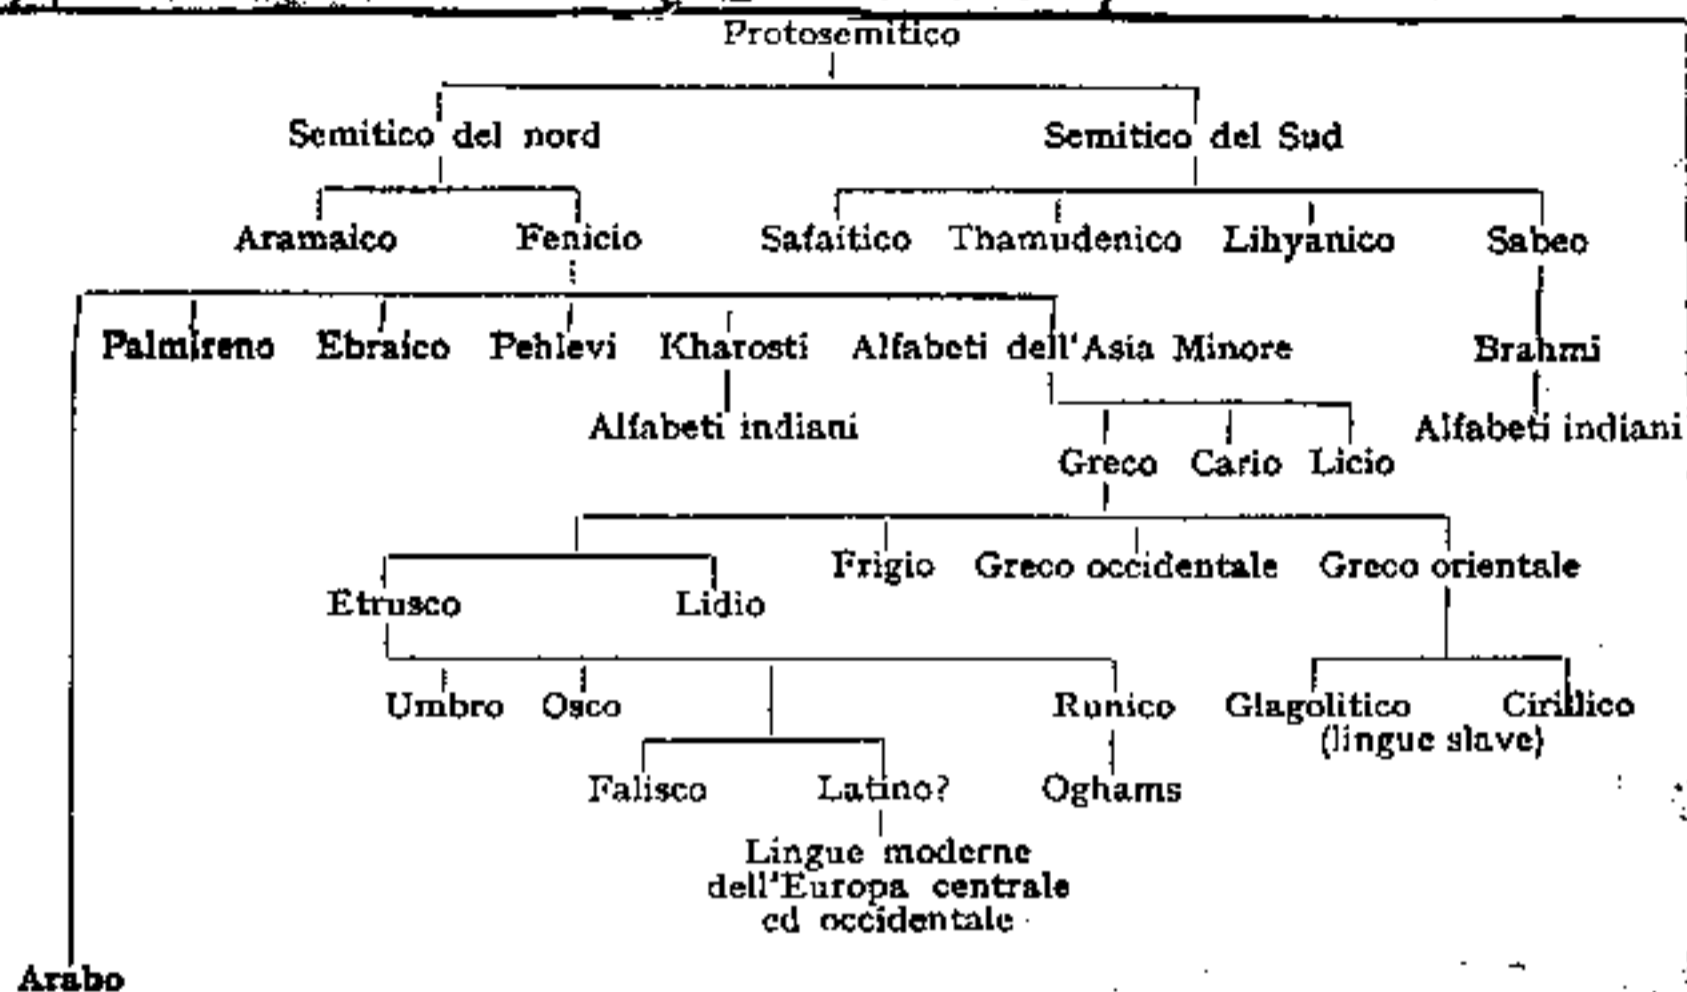 Protosemitico
Semitico del nord Semitico del Sud
Aramaico Fenicio Safaitico Thamudenico Lihyanico Sabeo
Palmireno Ebraico Pehlevi Kharosti Alfabeti dell'Asia Minore Brahmi
Alfabeti indiani Alfabeti indiani
Greco Cario Licio
Frigio Greco occidentale Greco orientale
Etrusco Lidio
Umbro Osco Runico Glagolitico Cirillico
(lingue slave)
Falisco Latino? Oghams
Lingue moderne
dell'Europa centrale
ed occidentale
Arabo